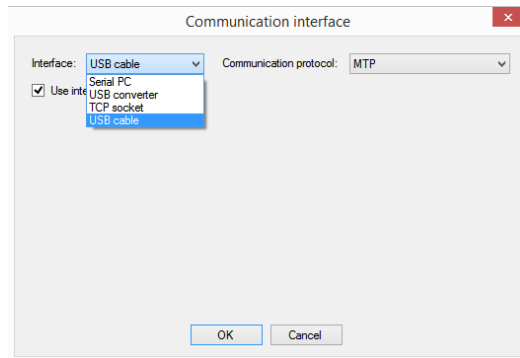 Communication interface
Interface: USB cable Communication protocol: MTP
Serial PC
Use inte
USB converter
TCP socket
USB cable
OK Cancel